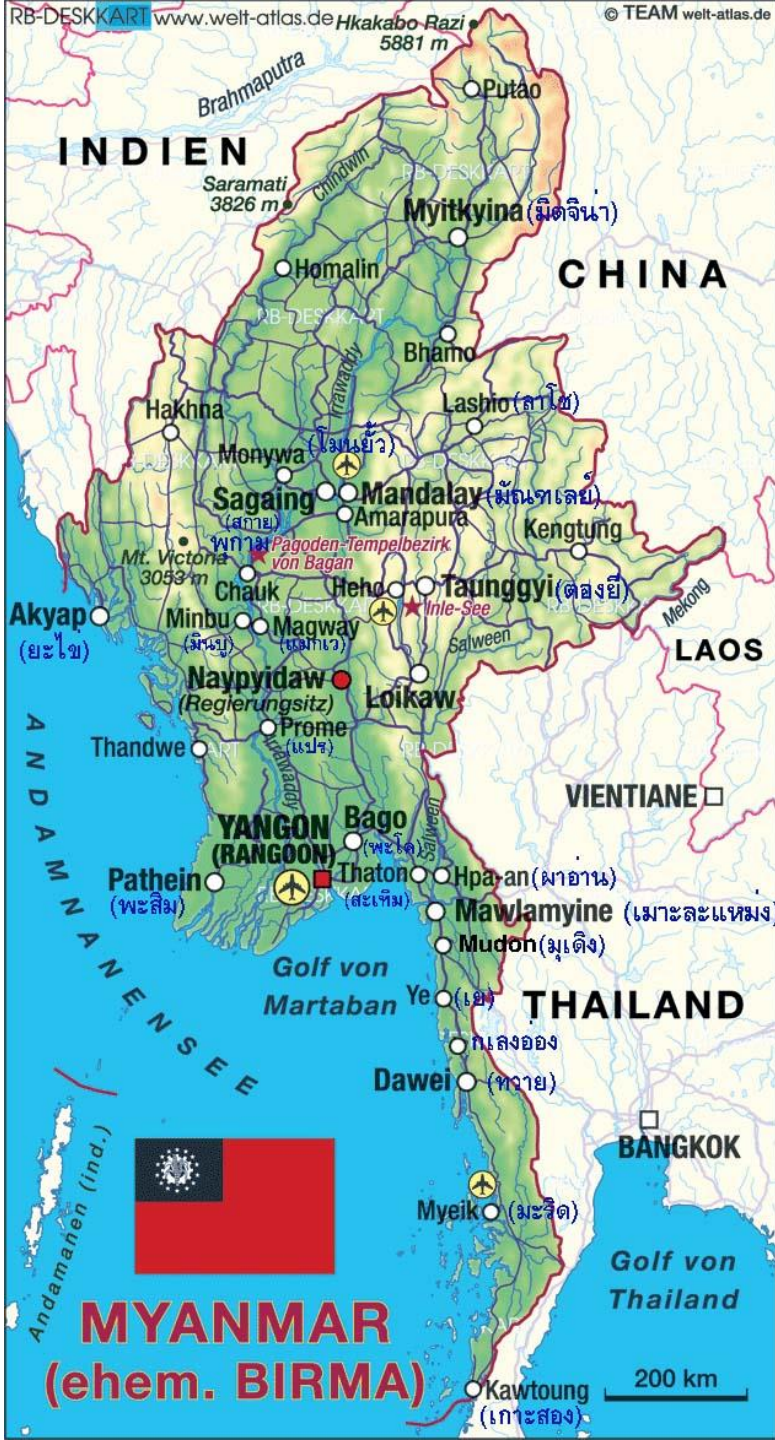 RB-DESKKART www.welt-atlas.de
© TEAM welt-atlas.de
Hkakabo Razi
5881 m
Brahmaputra
Putao
INDIEN
Chindwin
RB-DESKKART
Saramati
3826 m
Myitkyina (มิตจีน่า)
Homalin
CHINA
RB-DESKKART
Bhamo
Irrawaddy
Lashio (ลาโช)
Hakhna
(โมนยั้ว)
Monywa
Sagaing
(สกาย)
Mandalay (มัณฑเลย์)
Amarapura
Kengtung
พุกาม
Pagoden-Tempelbezirk
von Bagan
Mt. Victoria
3053 m
Chauk
Heho
Taunggyi (ตองยี)
Inle-See
Mekong
Akyap
(ยะไข่)
Minbu
(มินบู)
Magway
(แมกเว)
Salween
LAOS
Naypyidaw
(Regierungsitz)
Loikaw
Prome
(แปร)
Thandwe
Irrawaddy
ANDAMNANENSEE
VIENTIANE
YANGON
(RANGOON)
Bago
(พะโค)
Salween
Pathein
(พะสิม)
Thaton
(สะเทิม)
Hpa-an (ผาอ่าน)
Mawlamyine (เมาะละแหม่ง)
Mudon (มุเดิง)
Golf von
Martaban
Ye (เย)
THAILAND
กเลงอ่อง
Dawei (ทวาย)
BANGKOK
Andamanen (ind.)
Myeik (มะริด)
Golf von
Thailand
MYANMAR
(ehem. BIRMA)
Kawtoung
(เกาะสอง)
200 km